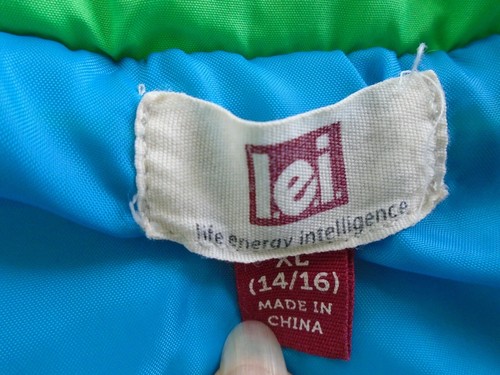 l.e.i.
life energy intelligence
XL
(14/16)
MADE IN
CHINA